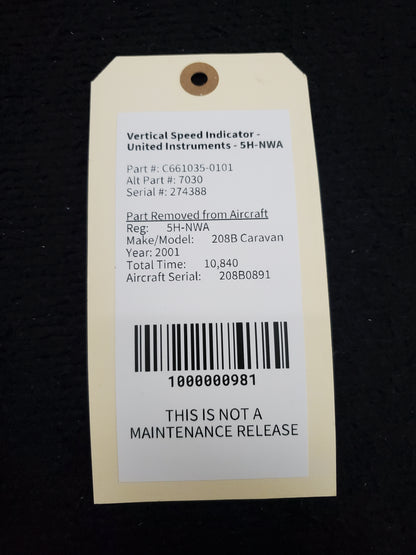 Vertical Speed Indicator -
United Instruments - 5H-NWA
Part #: C661035-0101
Alt Part #: 7030
Serial #: 274388
Part Removed from Aircraft
Reg: 5H-NWA
Make/Model: 208B Caravan
Year: 2001
Total Time: 10,840
Aircraft Serial: 208B0891
1000000981
THIS IS NOT A
MAINTENANCE RELEASE